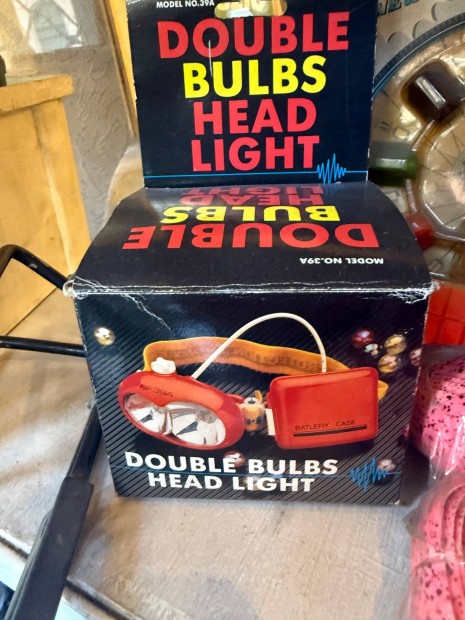 MODEL NO.39A
DOUBLE
BULBS
HEAD
LIGHT
LIGHT
HEAD
BULBS
DOUBLE
MODEL NO.39A
BATLERY CASE
DOUBLE BULBS
HEAD LIGHT